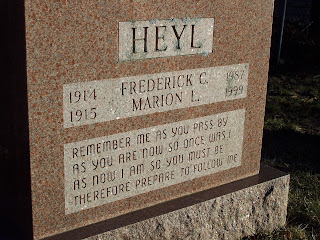 HEYL
1914 FREDERICK C. 1987
1915 MARION L. 1999
REMEMBER ME AS YOU PASS BY
AS YOU ARE NOW SO ONCE WAS I
AS NOW I AM SO YOU MUST BE
THEREFORE PREPARE TO FOLLOW ME